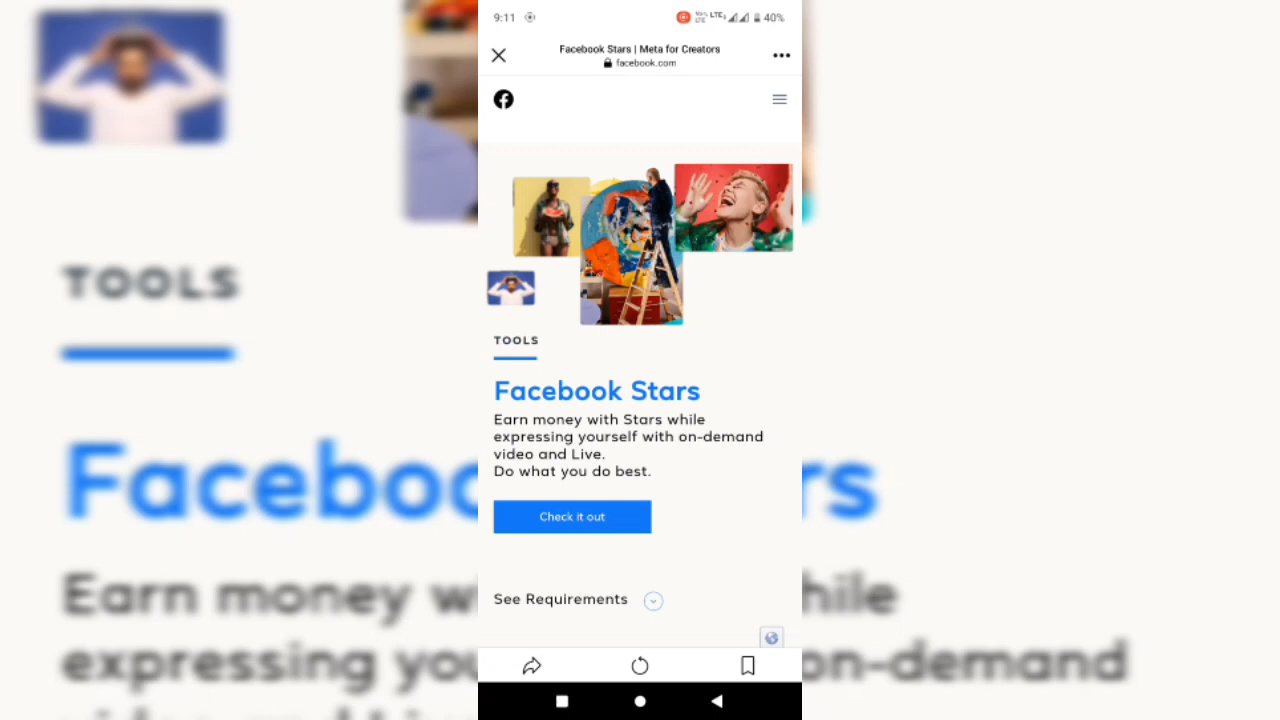 9:11
LTE 40%
Facebook Stars | Meta for Creators
facebook.com
TOOLS
Facebook Stars
Earn money with Stars while
expressing yourself with on-demand
video and Live.
Do what you do best.
Check it out
See Requirements